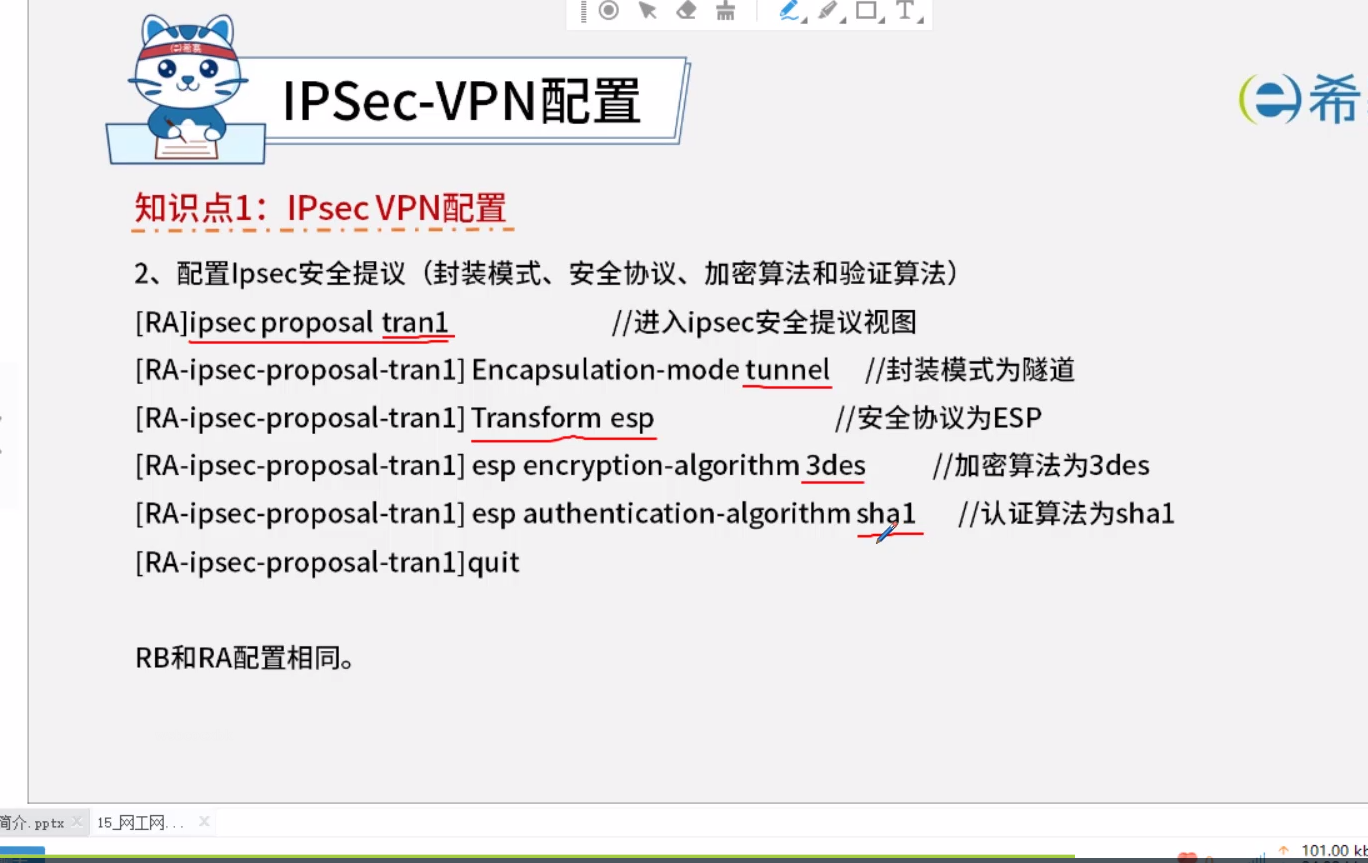 T
希赛
IPSec-VPN配置
希
知识点1：IPsec VPN配置
2、配置Ipsec安全提议（封装模式、安全协议、加密算法和验证算法）
[RA]ipsec proposal tran1 //进入ipsec安全提议视图
[RA-ipsec-proposal-tran1] Encapsulation-mode tunnel //封装模式为隧道
[RA-ipsec-proposal-tran1] Transform esp //安全协议为ESP
[RA-ipsec-proposal-tran1] esp encryption-algorithm 3des //加密算法为3des
[RA-ipsec-proposal-tran1] esp authentication-algorithm sha1 //认证算法为sha1
[RA-ipsec-proposal-tran1]quit
RB和RA配置相同。
简介.pptx 15_网工网...
101.00 kb